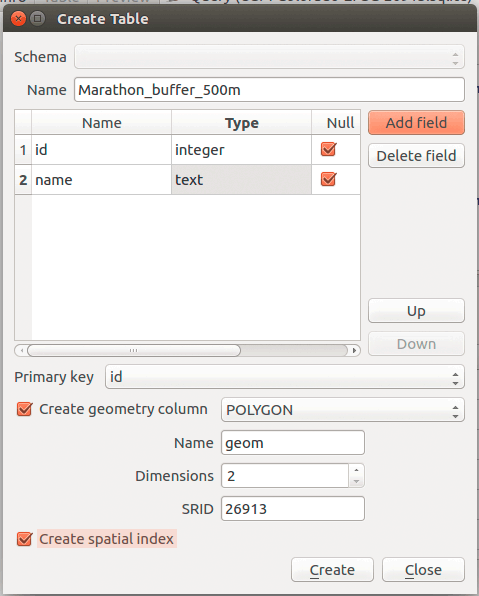 Create Table
Schema
Name Marathon_buffer_500m
Name Type Null
1 id integer
2 name text
Add field
Delete field
Up
Down
Primary key id
Create geometry column POLYGON
Name geom
Dimensions 2
SRID 26913
Create spatial index
Create Close